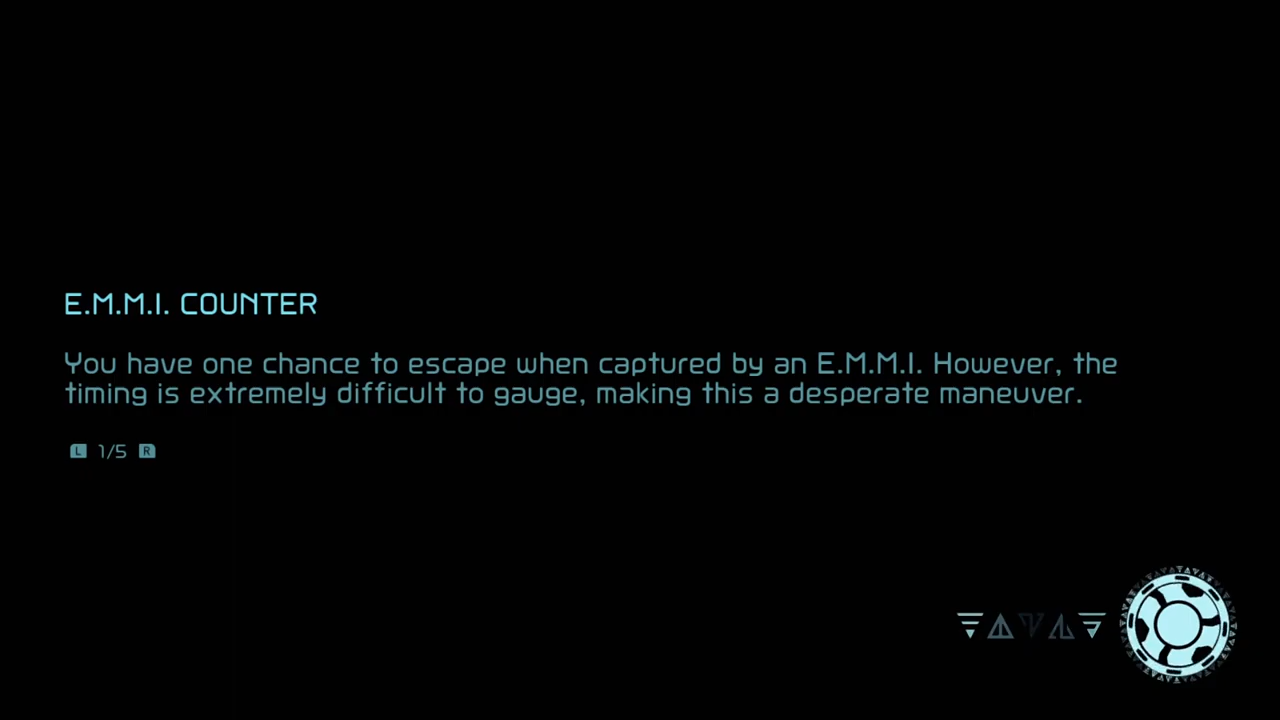 E.M.M.I. COUNTER
You have one chance to escape when captured by an E.M.M.I. However, the
timing is extremely difficult to gauge, making this a desperate maneuver.
L 1/5 R